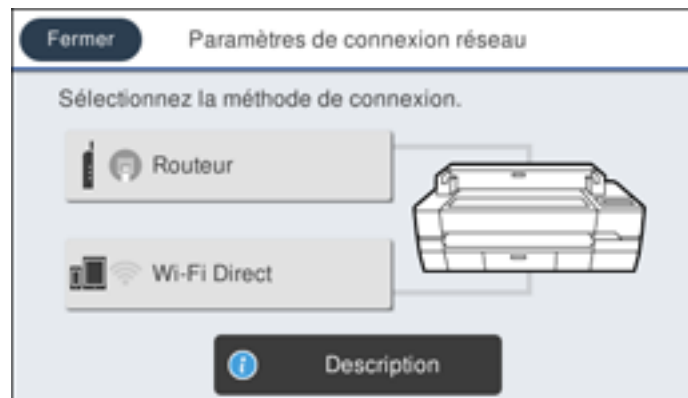 Fermer
Paramètres de connexion réseau
Sélectionnez la méthode de connexion.
Routeur
Wi-Fi Direct
Description